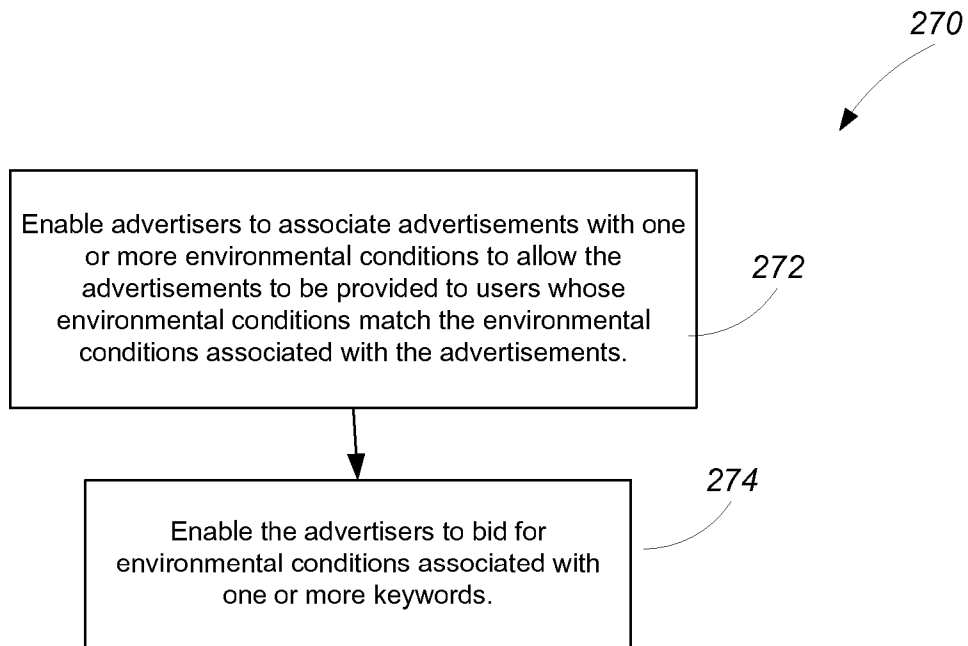 270
Enable advertisers to associate advertisements with one
or more environmental conditions to allow the
advertisements to be provided to users whose
environmental conditions match the environmental
conditions associated with the advertisements.
272
274
Enable the advertisers to bid for
environmental conditions associated with
one or more keywords.